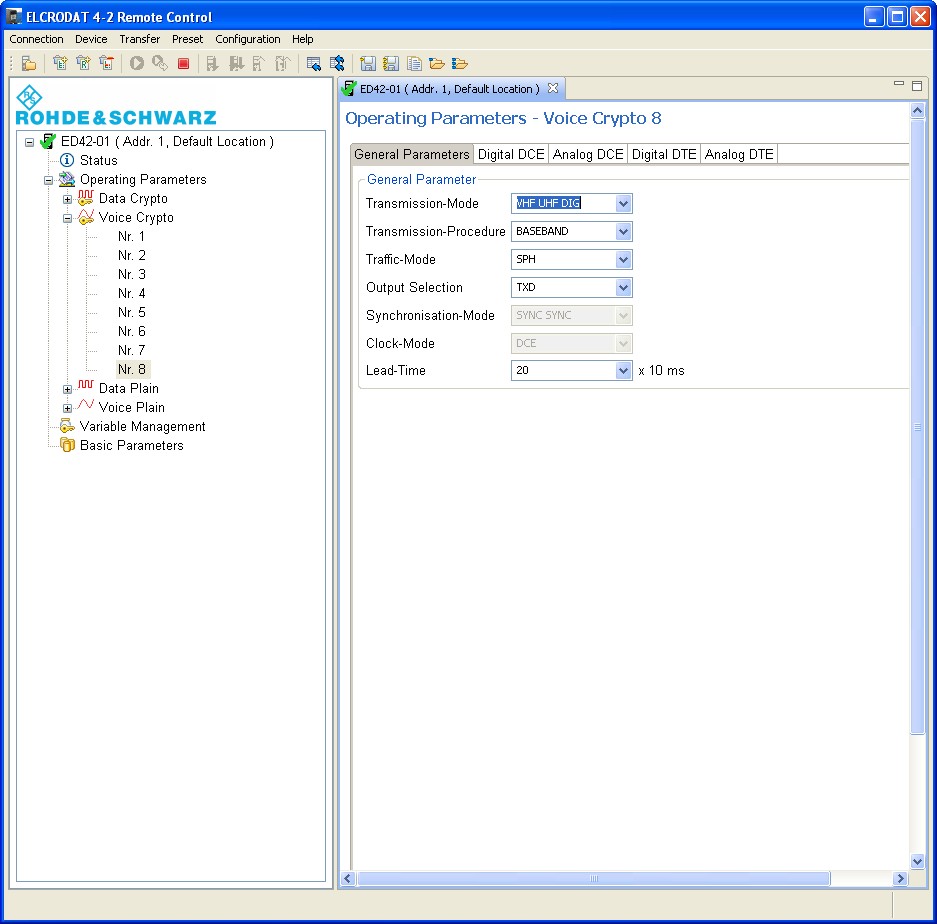 ELCRODAT 4-2 Remote Control
Connection Device Transfer Preset Configuration Help
R&S
ROHDE & SCHWARZ
ED42-01 ( Addr. 1, Default Location )
Status
Operating Parameters
Data Crypto
Voice Crypto
Nr. 1
Nr. 2
Nr. 3
Nr. 4
Nr. 5
Nr. 6
Nr. 7
Nr. 8
Data Plain
Voice Plain
Variable Management
Basic Parameters
ED42-01 ( Addr. 1, Default Location )
Operating Parameters - Voice Crypto 8
General Parameters Digital DCE Analog DCE Digital DTE Analog DTE
General Parameter
Transmission-Mode VHF UHF DIG
Transmission-Procedure BASEBAND
Traffic-Mode SPH
Output Selection TXD
Synchronisation-Mode SYNC SYNC
Clock-Mode DCE
Lead-Time 20 x 10 ms